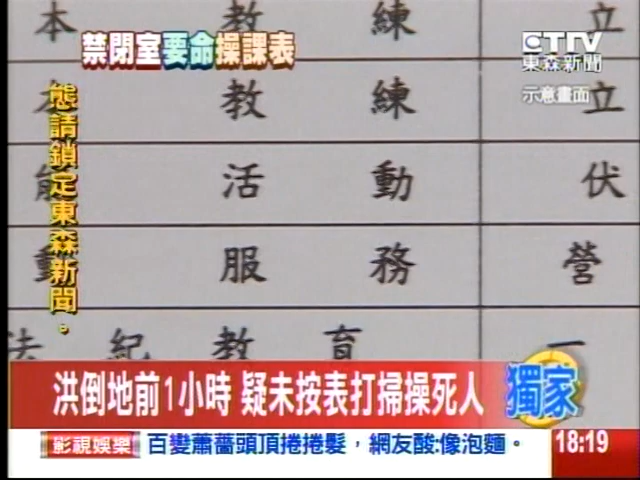 本 教 練 立
禁閉室要命操課表
ETTV
東森新聞
示意畫面
教 練 立
態請鎖定東森新聞。
活 動 伏
服 務 營
法 紀 教 育 一
洪倒地前1小時 疑未按表打掃操死人 獨家
影視娛樂 百變蕭薔頭頂捲捲髮，網友酸:像泡麵。 18:19